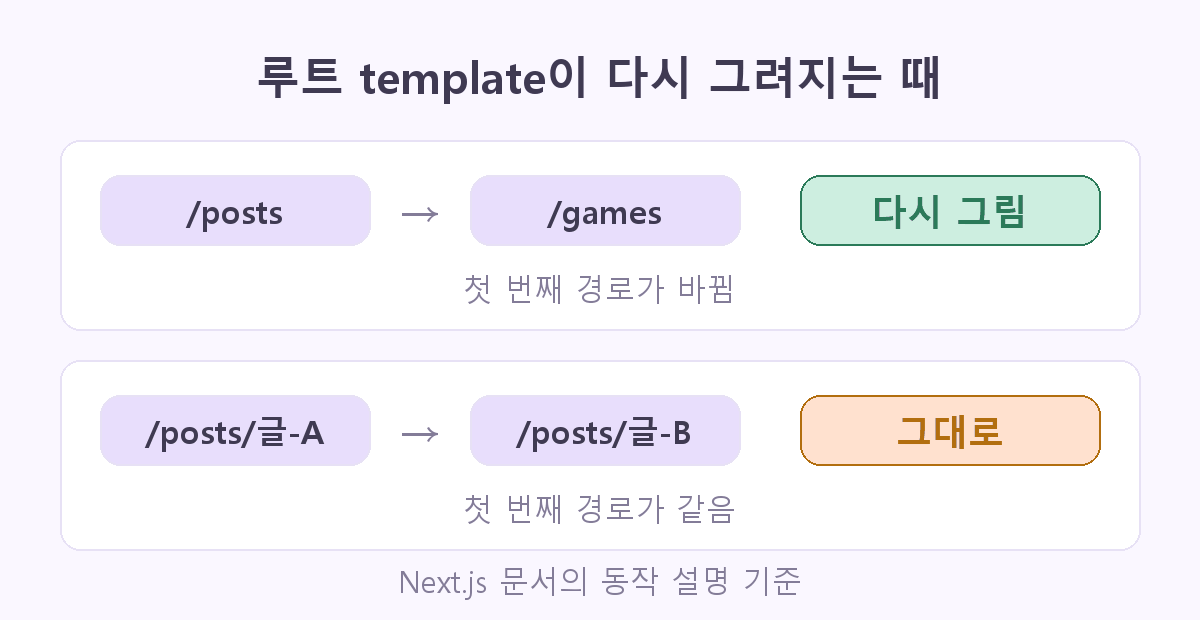 루트 template이 다시 그려지는 때
/posts → /games 다시 그림
첫 번째 경로가 바뀜
/posts/글-A → /posts/글-B 그대로
첫 번째 경로가 같음
Next.js 문서의 동작 설명 기준